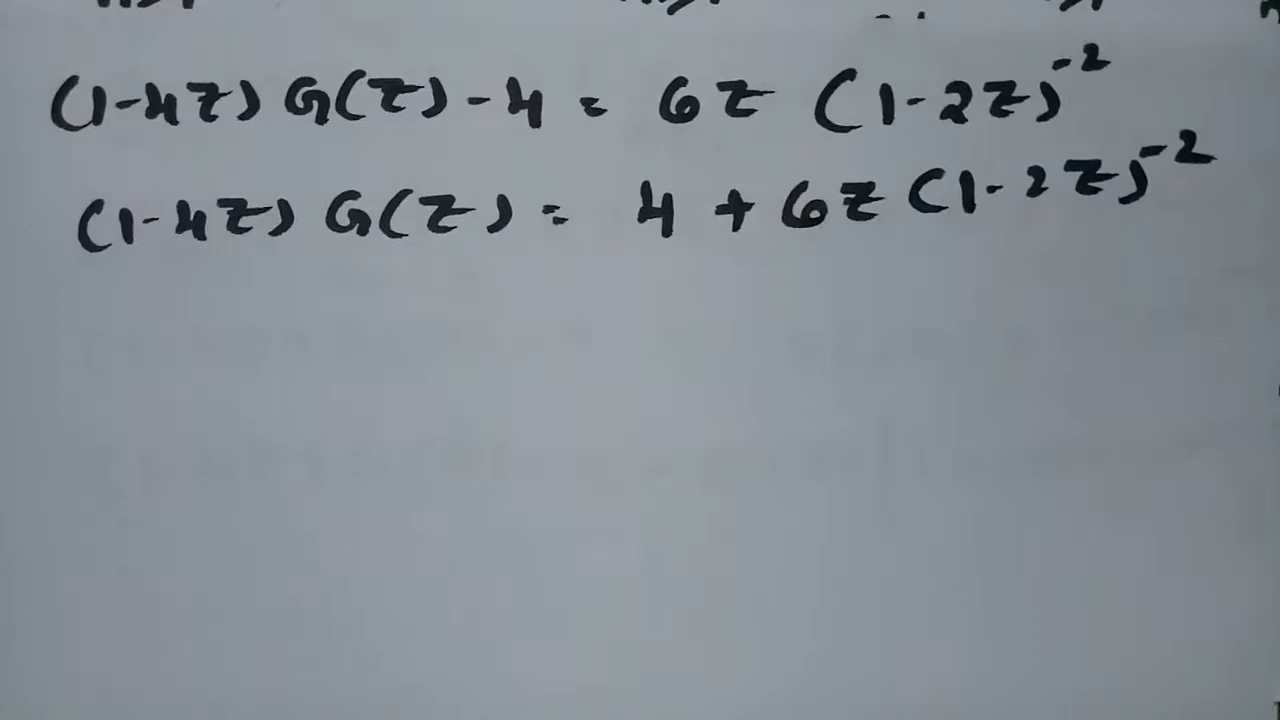 (1-4z) G(z) - 4 = 6z (1-2z)^-2
(1-4z) G(z) = 4 + 6z (1-2z)^-2